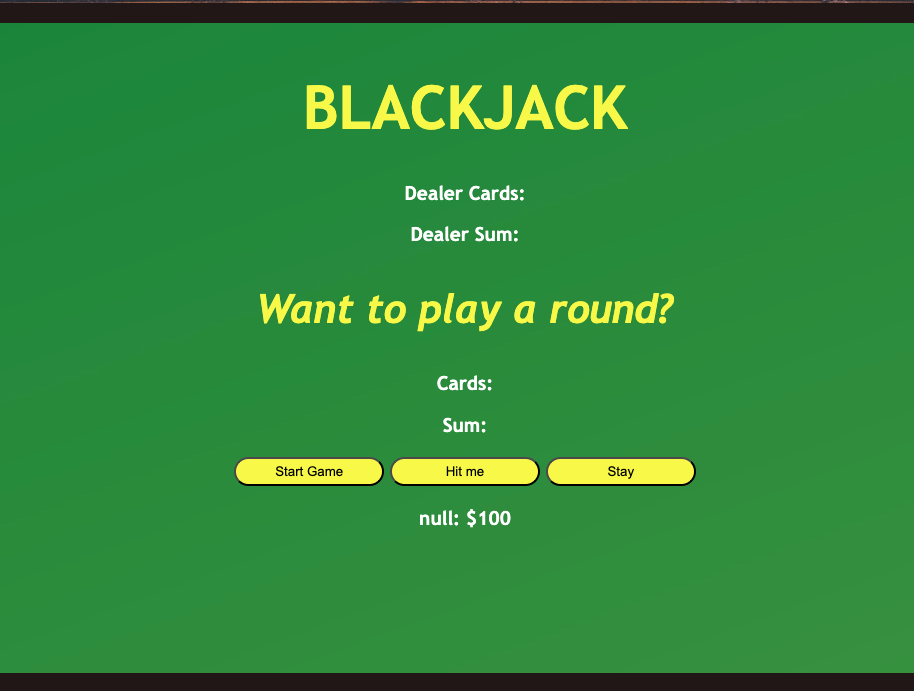 BLACKJACK
Dealer Cards:
Dealer Sum:
Want to play a round?
Cards:
Sum:
Start Game Hit me Stay
null: $100